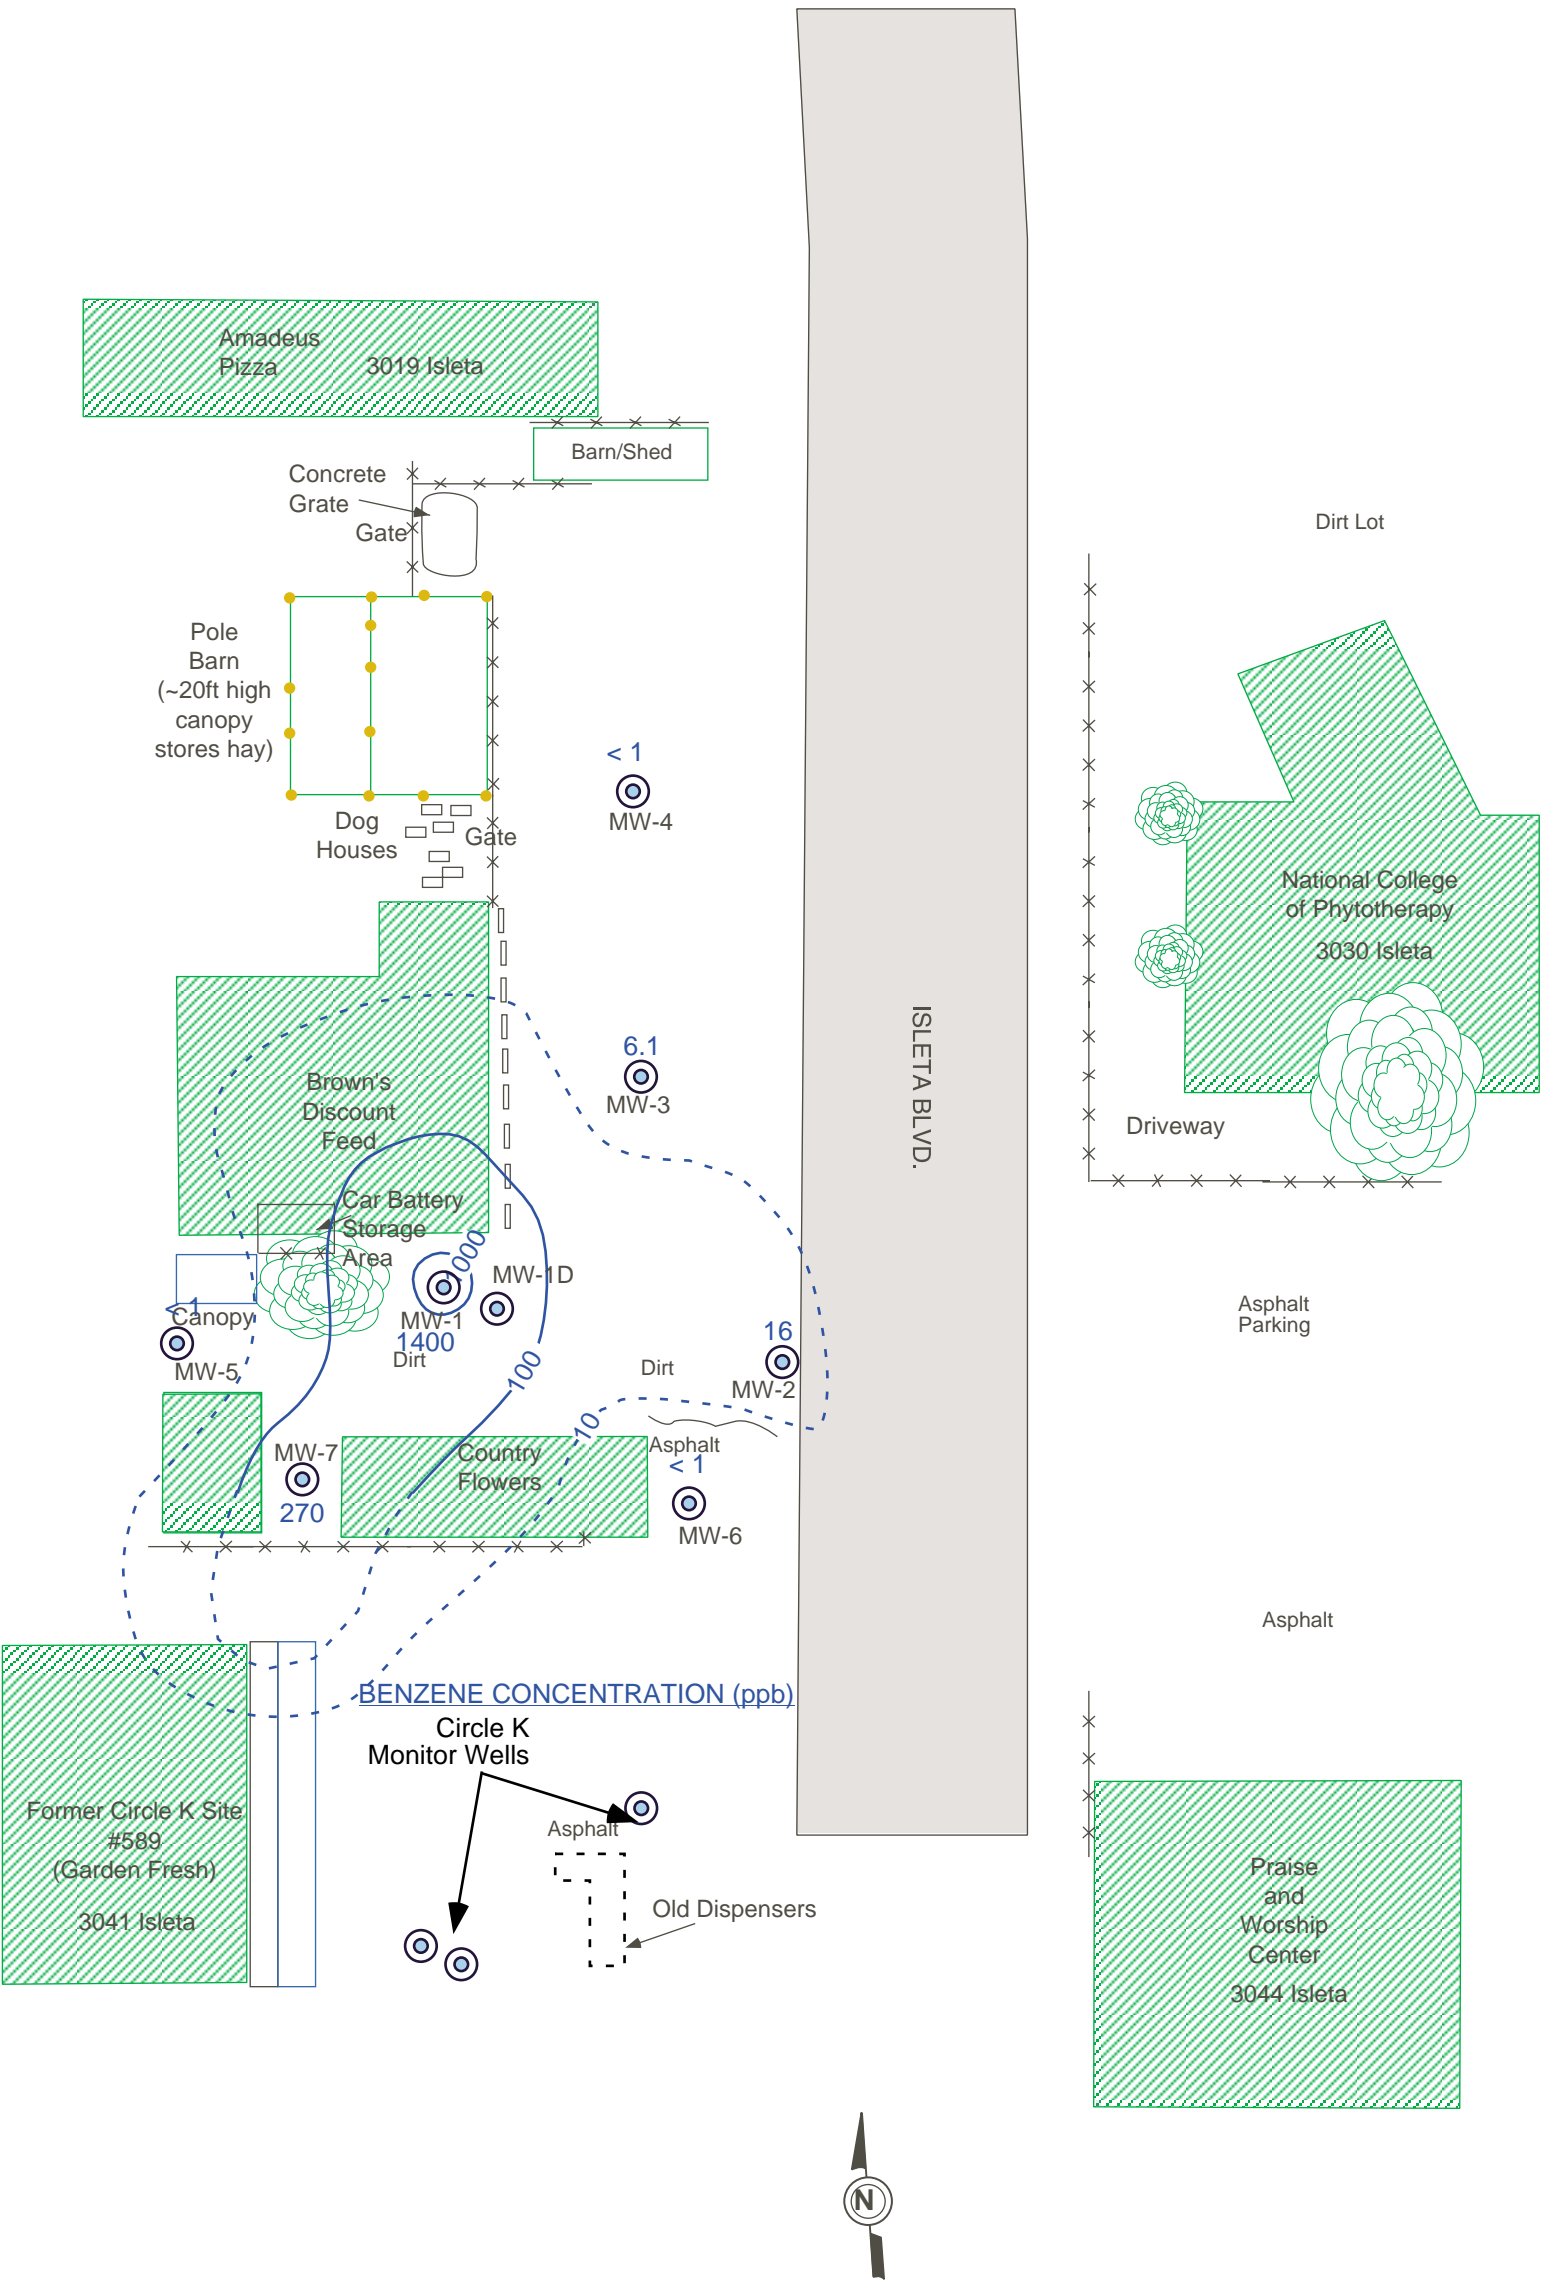 Amadeus
Pizza 3019 Isleta
Barn/Shed
Concrete
Grate
Gate
Dirt Lot
Pole
Barn
(~20ft high
canopy
stores hay)
< 1
MW-4
Dog
Houses
Gate
National College
of Phytotherapy
3030 Isleta
ISLETA BLVD.
6.1
MW-3
Brown's
Discount
Feed
Driveway
Car Battery
Storage
Area
1000
MW-1D
MW-1
1400
Dirt
< 1
Canopy
MW-5
Asphalt
Parking
16
MW-2
Dirt
100
10
MW-7
270
Country
Flowers
Asphalt
< 1
MW-6
Asphalt
BENZENE CONCENTRATION (ppb)
Circle K
Monitor Wells
Asphalt
Old Dispensers
Former Circle K Site
#589
(Garden Fresh)
3041 Isleta
Praise
and
Worship
Center
3044 Isleta
N